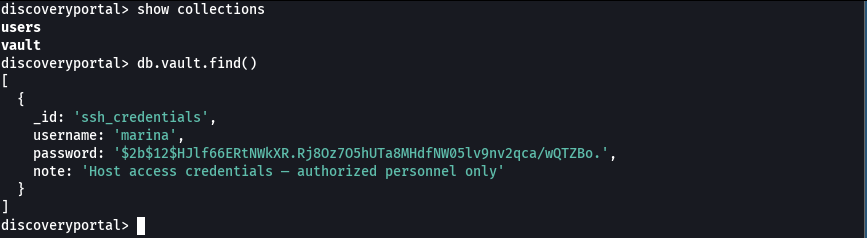 discoveryportal> show collections
users
vault
discoveryportal> db.vault.find()
[
  {
    _id: 'ssh_credentials',
    username: 'marina',
    password: '$2b$12$HJlf66ERtNWkXR.Rj8Oz7O5hUTa8MHdfNW05lv9nv2qca/wQTZBo.',
    note: 'Host access credentials — authorized personnel only'
  }
]
discoveryportal>